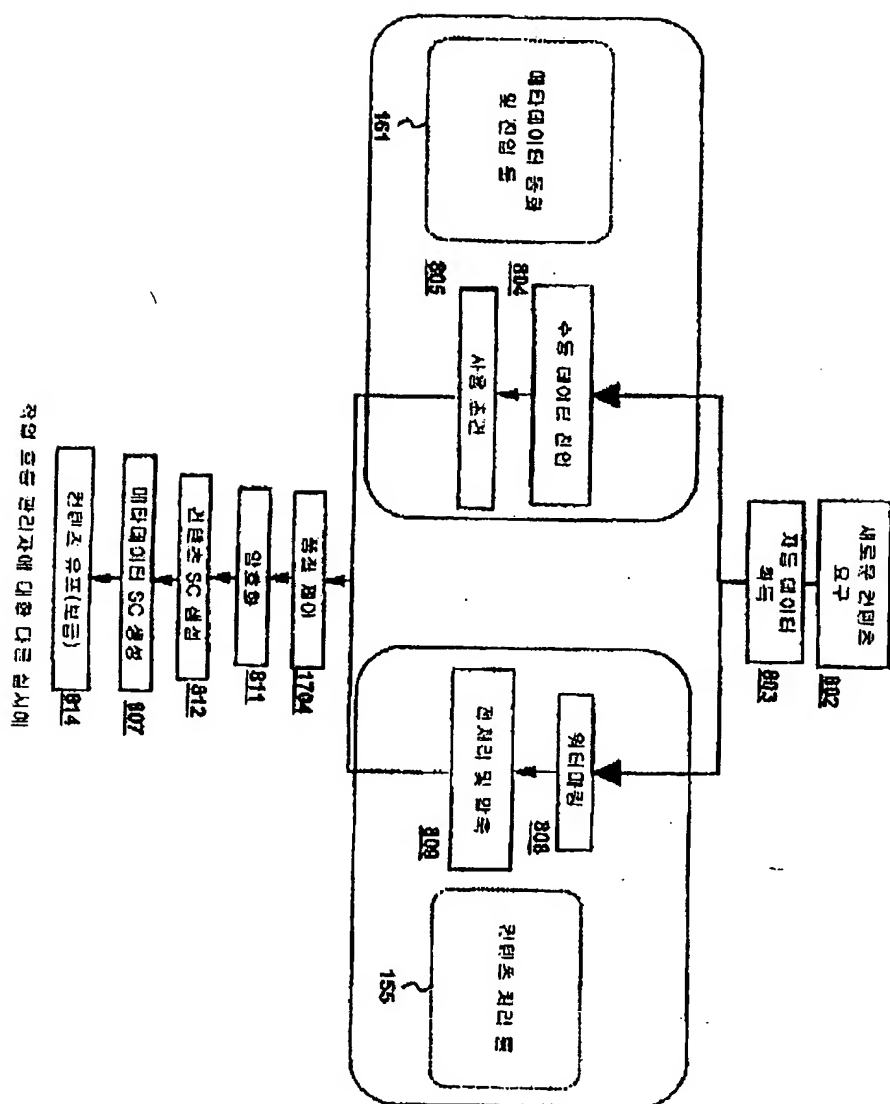 새로운 컨텐츠
요구
802
자동 데이터
획득
803
메타데이터 동화
및 진입 툴
161
수동 데이터 진입
804
사용 조건
805
워터마킹
808
전처리 및 압축
809
컨텐츠 처리 툴
155
품질 제어
1704
암호화
811
컨텐츠 SC 생성
812
메타데이터 SC 생성
807
컨텐츠 유포(보급)
814
작업 흐름 관리자에 대한 다른 실시예